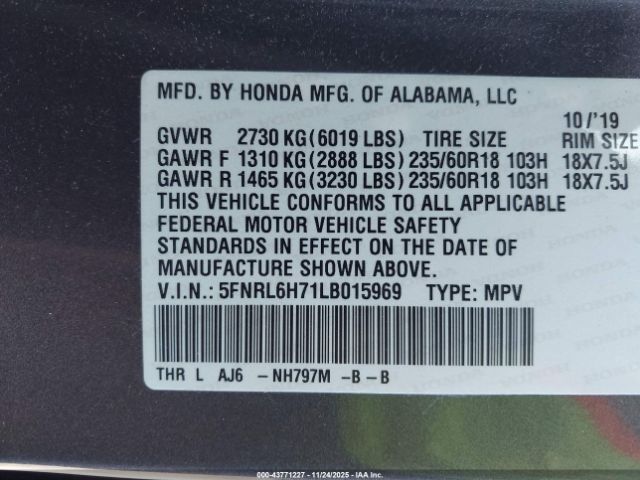 MFD. BY HONDA MFG. OF ALABAMA, LLC
10/'19
GVWR 2730 KG(6019 LBS) TIRE SIZE RIM SIZE
GAWR F 1310 KG(2888 LBS) 235/60R18 103H 18X7.5J
GAWR R 1465 KG(3230 LBS) 235/60R18 103H 18X7.5J
THIS VEHICLE CONFORMS TO ALL APPLICABLE
FEDERAL MOTOR VEHICLE SAFETY
STANDARDS IN EFFECT ON THE DATE OF
MANUFACTURE SHOWN ABOVE.
V.I.N.: 5FNRL6H71LB015969 TYPE: MPV
THR L AJ6 -NH797M -B-B
000-43771227 - 11/24/2025 - IAA Inc.